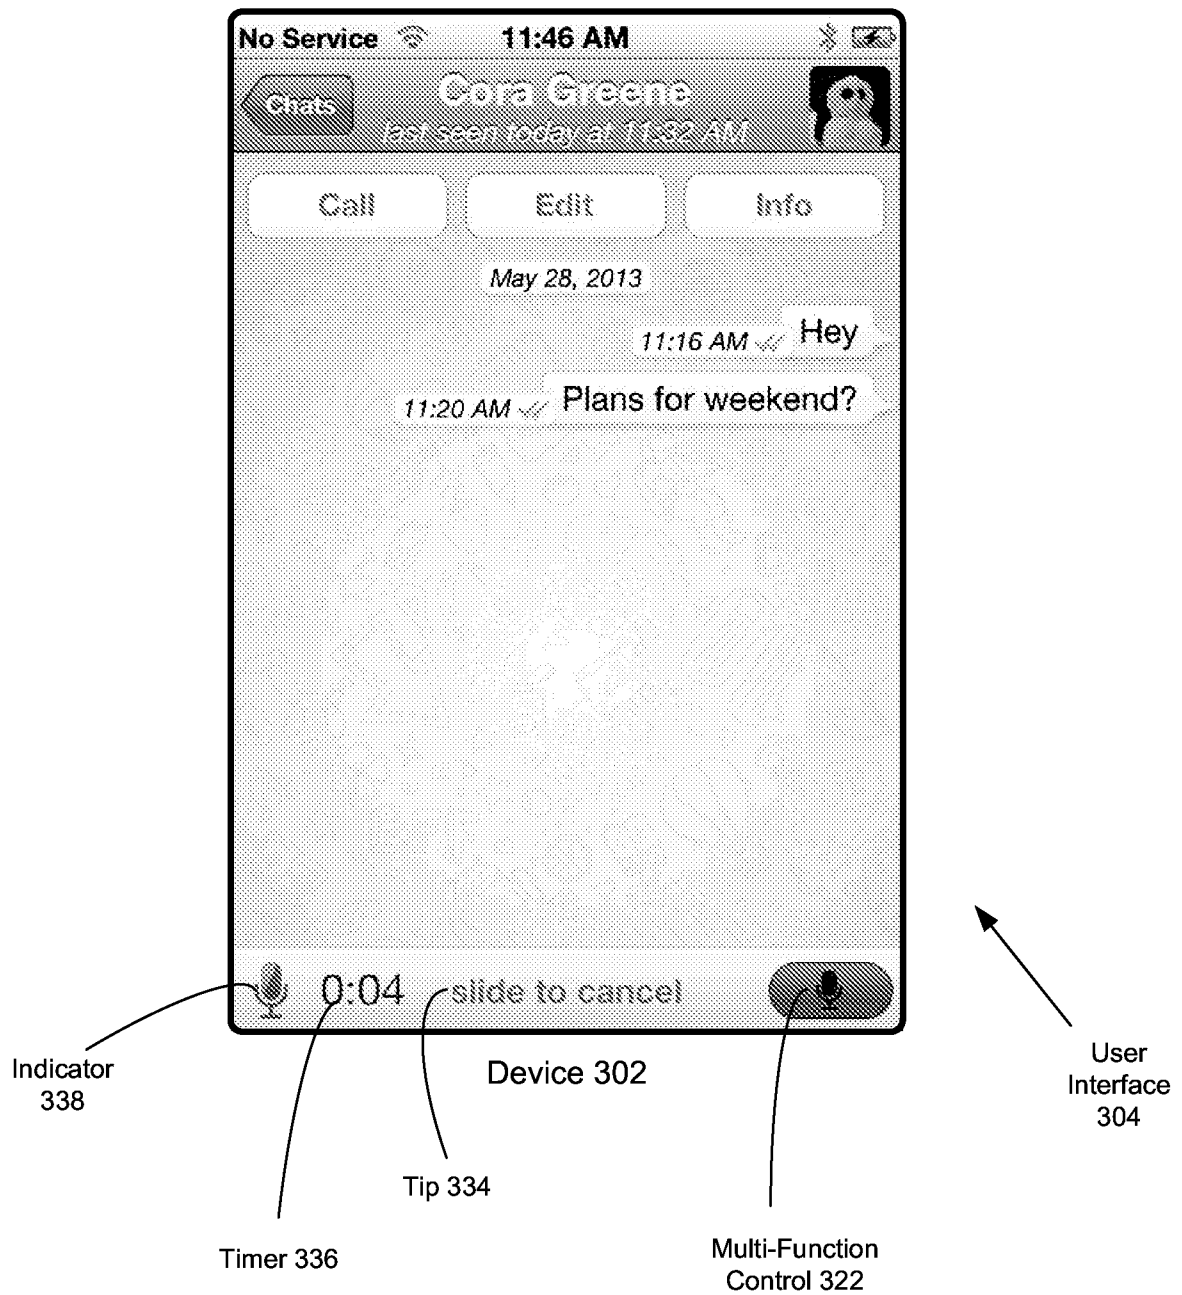 No Service 11:46 AM
Chats
Cora Greene
last seen today at 11:32 AM
Call Edit Info
May 28, 2013
11:16 AM Hey
11:20 AM Plans for weekend?
0:04 slide to cancel
Device 302
Indicator
338
User
Interface
304
Tip 334
Timer 336
Multi-Function
Control 322